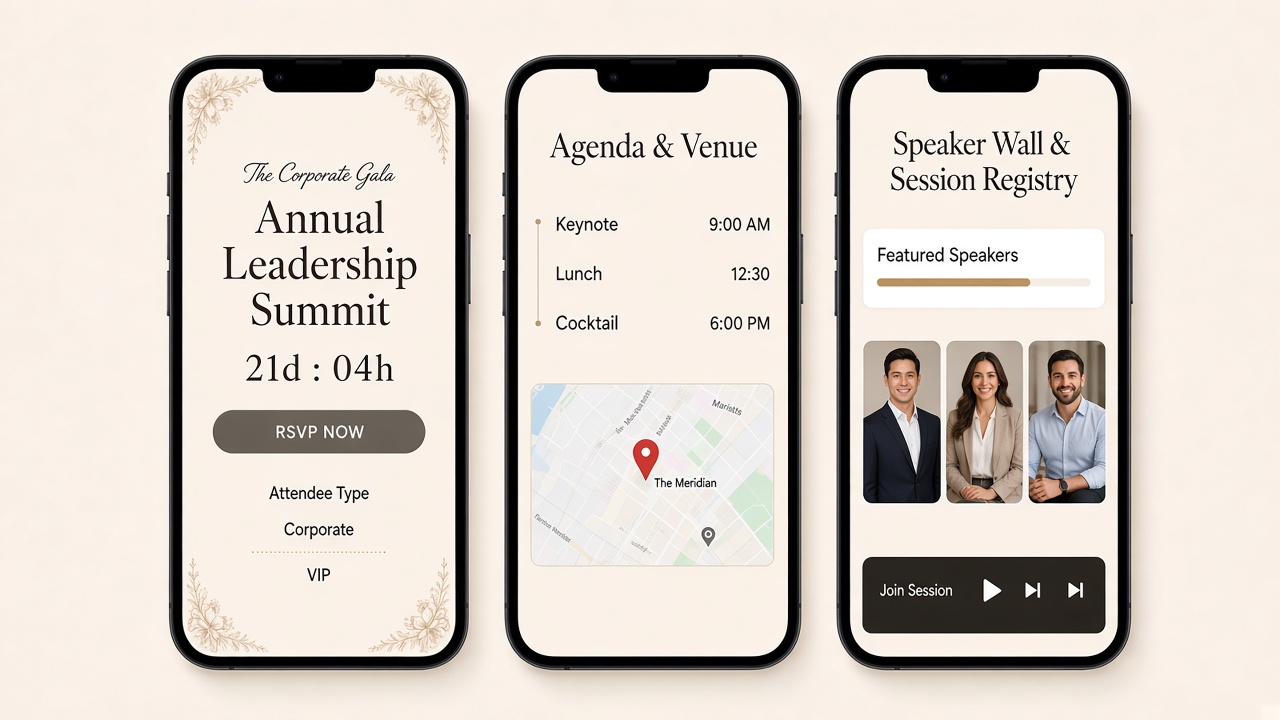 The Corporate Gala
Annual
Leadership
Summit
21d : 04h
RSVP NOW
Attendee Type
Corporate
VIP
Agenda & Venue
Keynote 9:00 AM
Lunch 12:30
Cocktail 6:00 PM
The Meridian
Speaker Wall &
Session Registry
Featured Speakers
Join Session